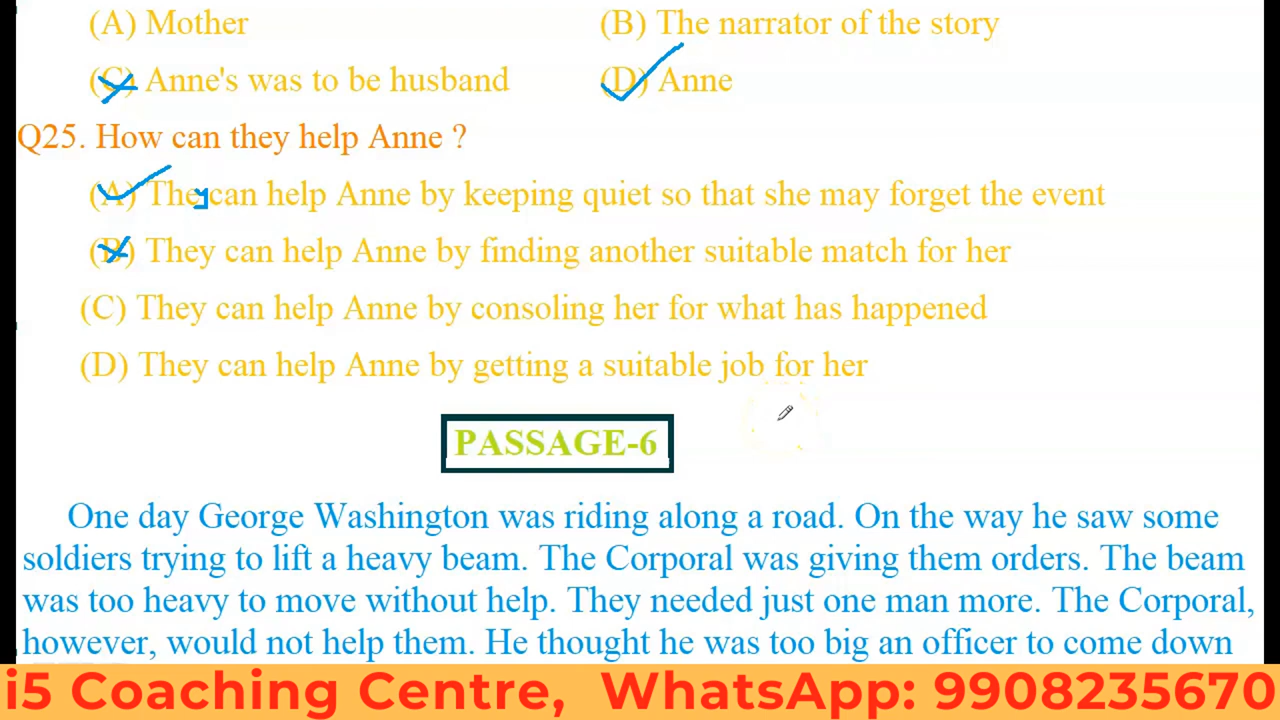 (A) Mother (B) The narrator of the story
(C) Anne's was to be husband (D) Anne
Q25. How can they help Anne ?
(A) They can help Anne by keeping quiet so that she may forget the event
(B) They can help Anne by finding another suitable match for her
(C) They can help Anne by consoling her for what has happened
(D) They can help Anne by getting a suitable job for her
PASSAGE-6
One day George Washington was riding along a road. On the way he saw some
soldiers trying to lift a heavy beam. The Corporal was giving them orders. The beam
was too heavy to move without help. They needed just one man more. The Corporal,
however, would not help them. He thought he was too big an officer to come down
i5 Coaching Centre, WhatsApp: 9908235670